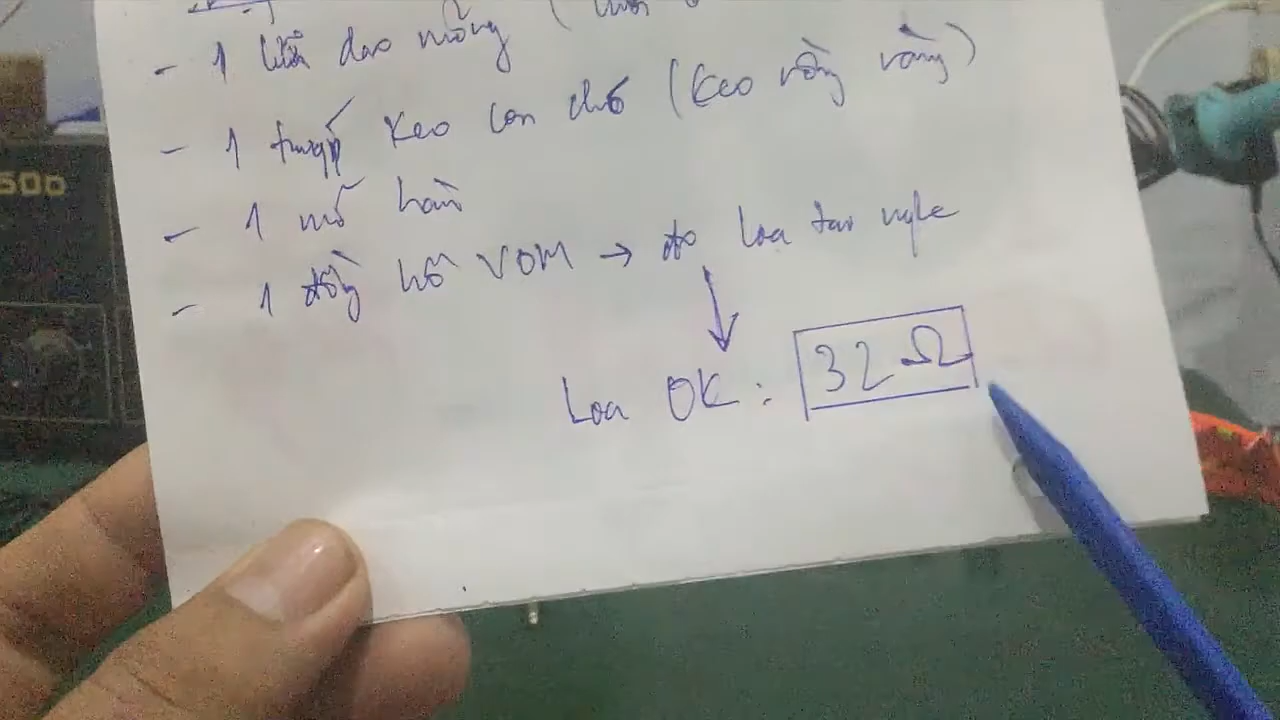 - 1 lưỡi dao mỏng (
- 1 tuýp keo con chó (keo vàng vàng)
- 1 mỏ hàn
- 1 đồng hồ VOM → đo loa tai nghe
Loa OK : 32 Ω